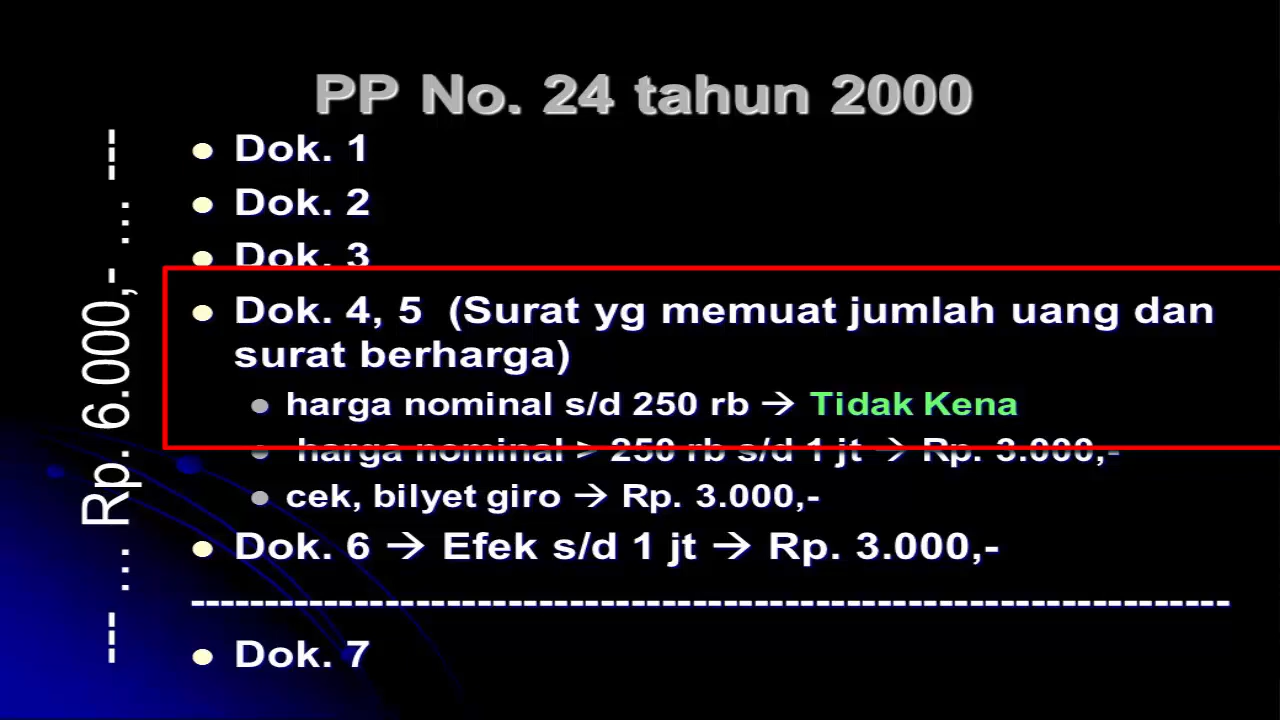 PP No. 24 tahun 2000
--- ... Rp. 6.000,- ... ---
Dok. 1
Dok. 2
Dok. 3
Dok. 4, 5 (Surat yg memuat jumlah uang dan
surat berharga)
harga nominal s/d 250 rb → Tidak Kena
harga nominal > 250 rb s/d 1 jt → Rp. 3.000,-
cek, bilyet giro → Rp. 3.000,-
Dok. 6 → Efek s/d 1 jt → Rp. 3.000,-
Dok. 7